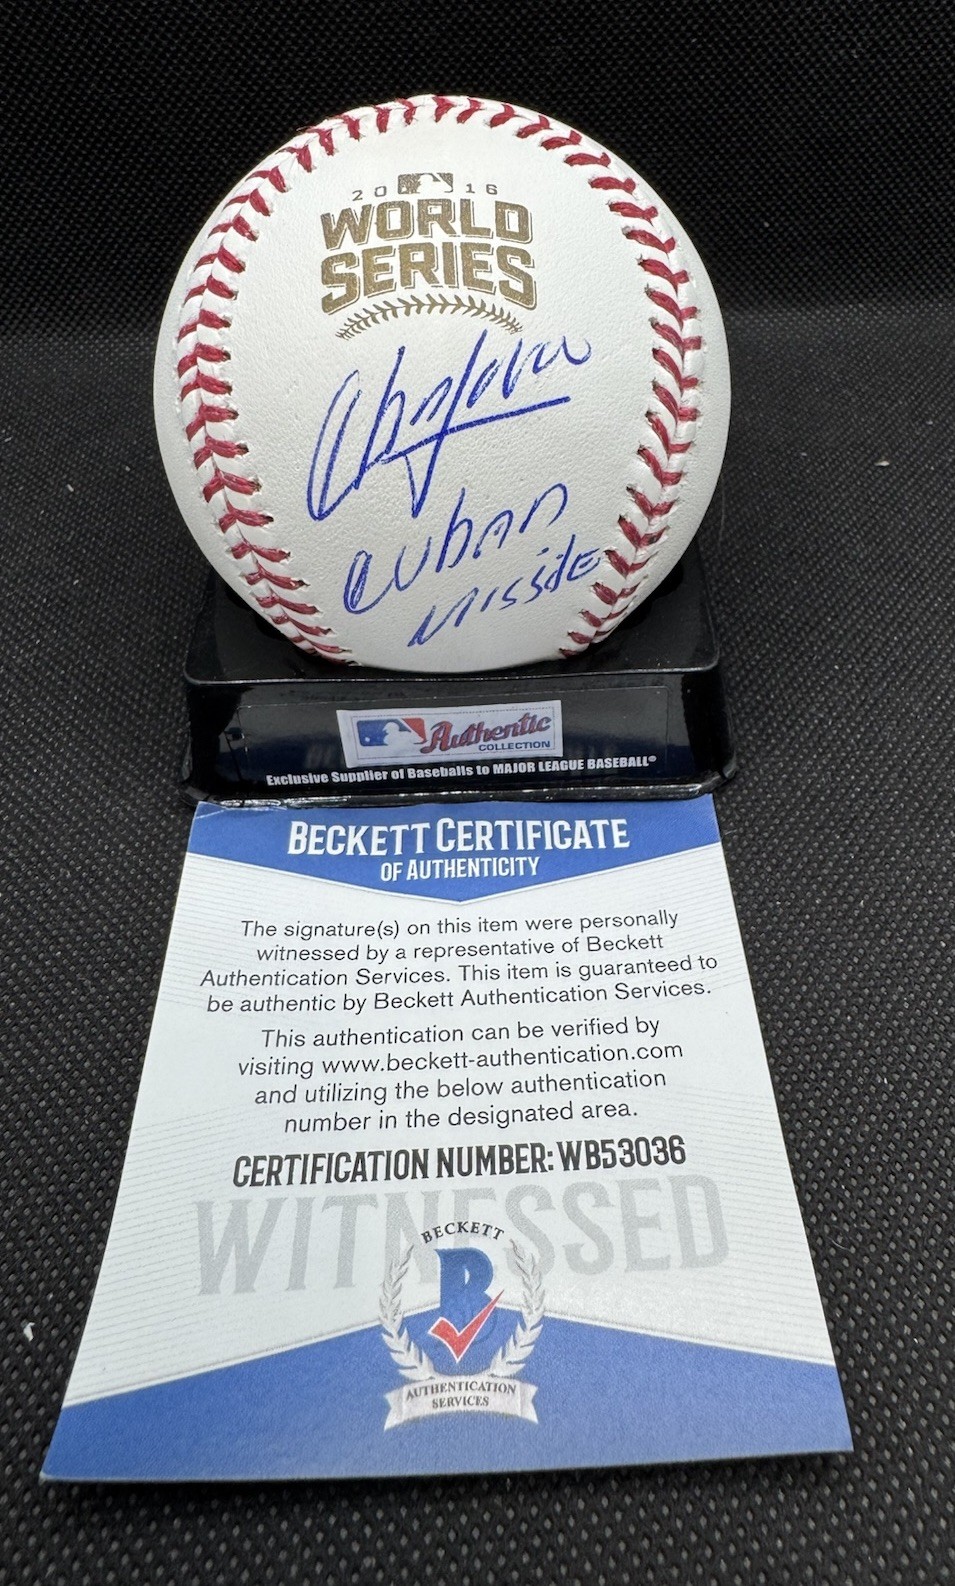 2016
WORLD
SERIES
Cuban
Missile
Authentic
COLLECTION
Exclusive Supplier of Baseballs to MAJOR LEAGUE BASEBALL®
BECKETT CERTIFICATE
OF AUTHENTICITY
The signature(s) on this item were personally
witnessed by a representative of Beckett
Authentication Services. This item is guaranteed to
be authentic by Beckett Authentication Services.
This authentication can be verified by
visiting www.beckett-authentication.com
and utilizing the below authentication
number in the designated area.
CERTIFICATION NUMBER: WB53036
WITNESSED
BECKETT
B
AUTHENTICATION
SERVICES